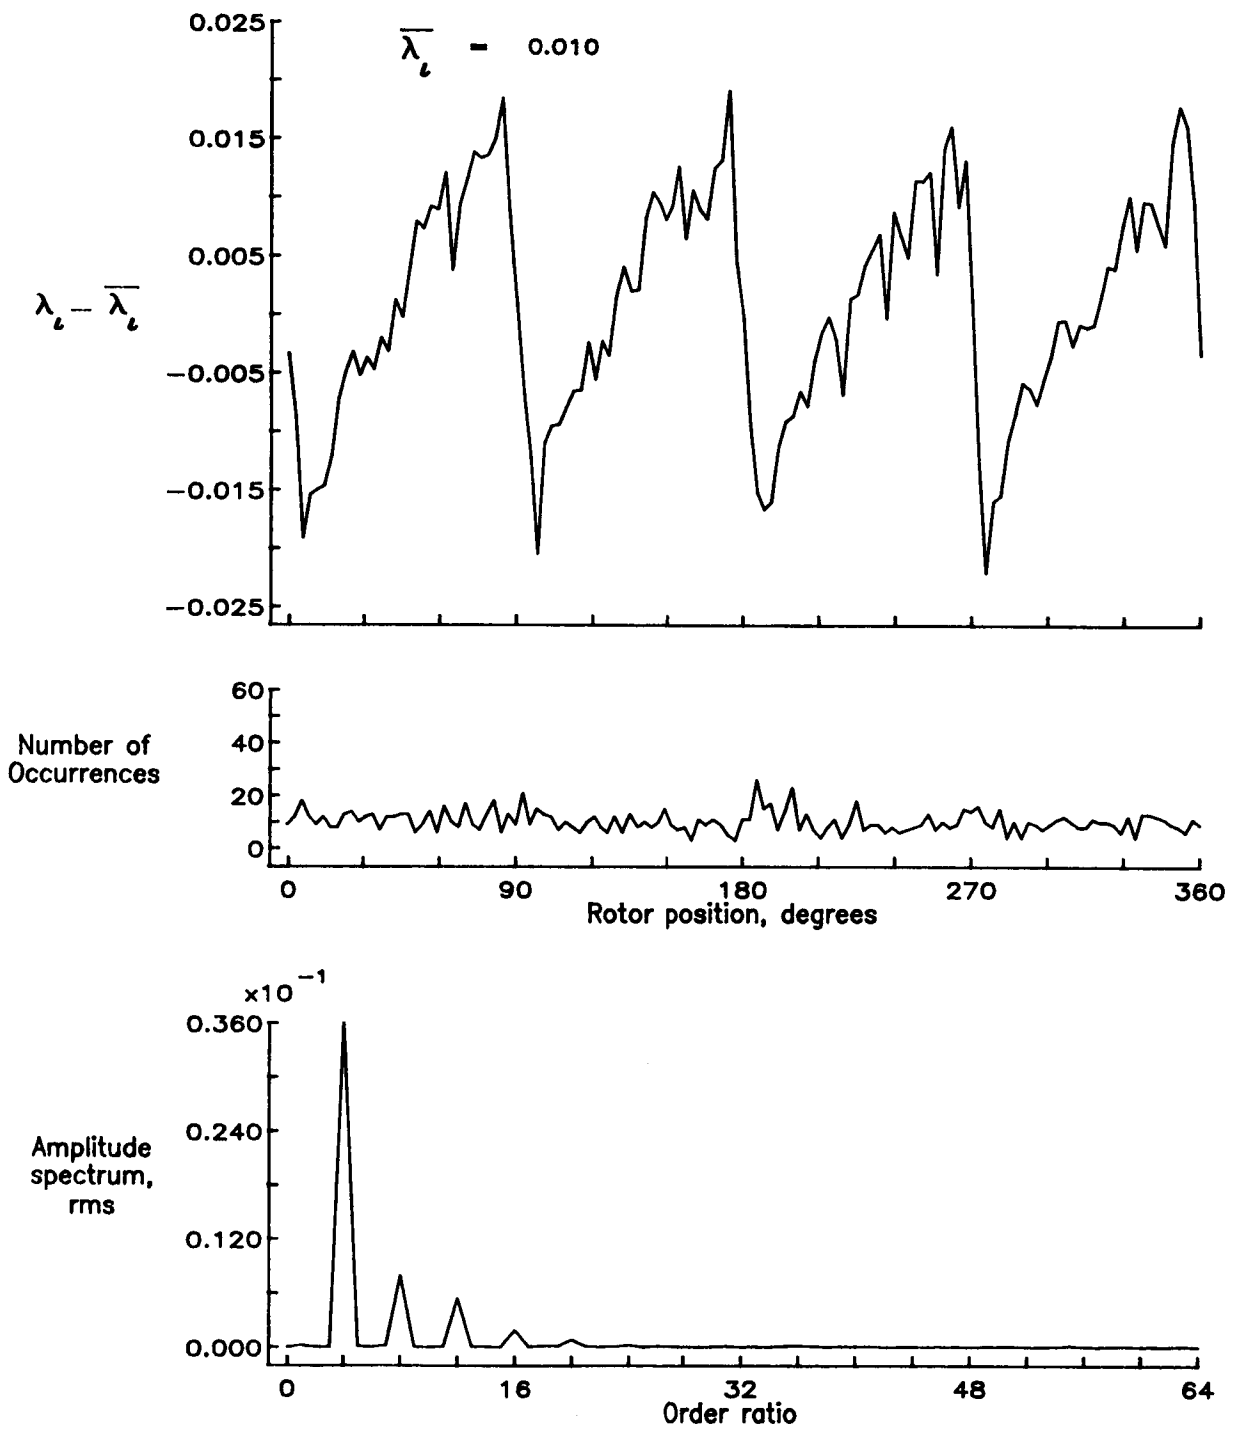 0.025
λ̅ᵢ = 0.010
0.015
0.005
λᵢ – λ̅ᵢ
−0.005
−0.015
−0.025
60
Number of
Occurrences
40
20
0
0 90 180 270 360
Rotor position, degrees
×10⁻¹
0.360
0.240
Amplitude
spectrum,
rms
0.120
0.000
0 16 32 48 64
Order ratio